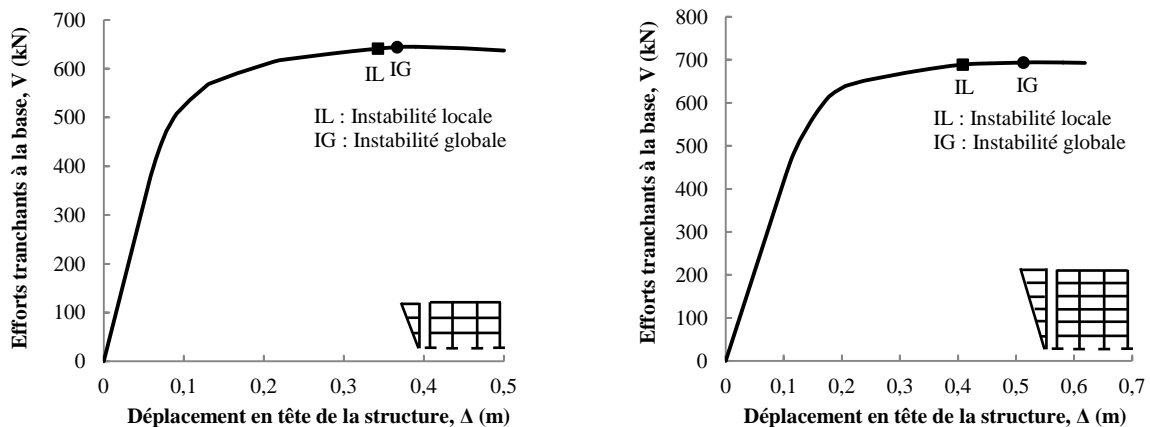 700
600
500
400
300
200
100
0
Efforts tranchants à la base, V (kN)
IL IG
IL : Instabilité locale
IG : Instabilité globale
0 0,1 0,2 0,3 0,4 0,5
Déplacement en tête de la structure, Δ (m)
800
700
600
500
400
300
200
100
0
Efforts tranchants à la base, V (kN)
IL IG
IL : Instabilité locale
IG : Instabilité globale
0 0,1 0,2 0,3 0,4 0,5 0,6 0,7
Déplacement en tête de la structure, Δ (m)